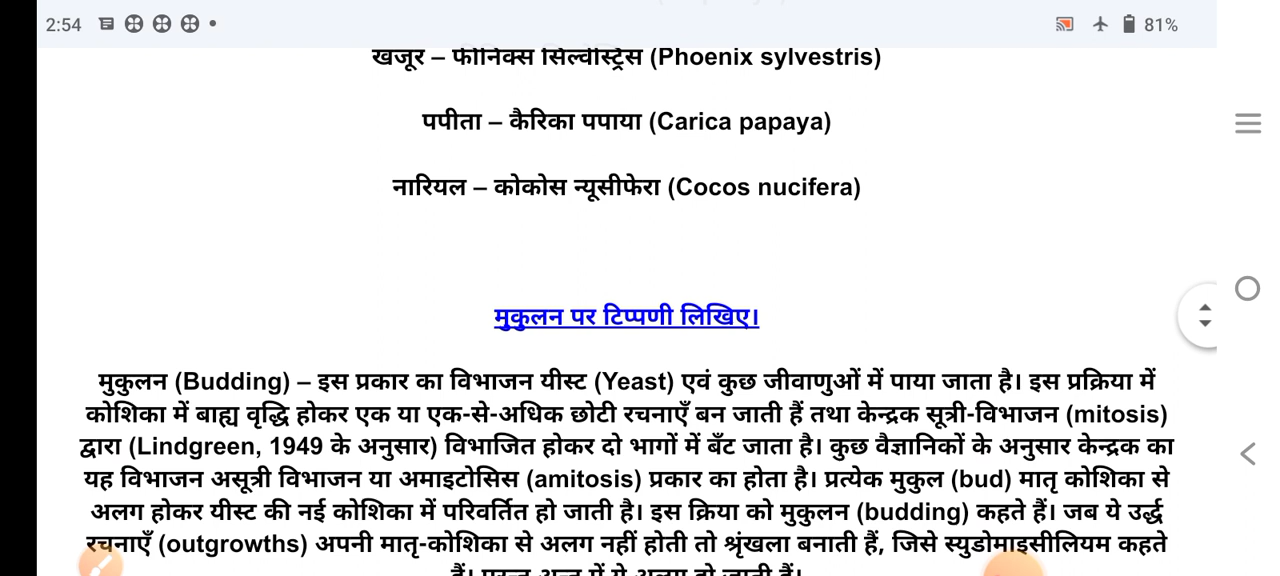 2:54
81%
खजूर – फीनिक्स सिल्वेस्ट्रिस (Phoenix sylvestris)
पपीता – कैरिका पपाया (Carica papaya)
नारियल – कोकोस न्यूसीफेरा (Cocos nucifera)
मुकुलन पर टिप्पणी लिखिए।
मुकुलन (Budding) – इस प्रकार का विभाजन यीस्ट (Yeast) एवं कुछ जीवाणुओं में पाया जाता है। इस प्रक्रिया में
कोशिका में बाह्य वृद्धि होकर एक या एक-से-अधिक छोटी रचनाएँ बन जाती हैं तथा केन्द्रक सूत्री-विभाजन (mitosis)
द्वारा (Lindgreen, 1949 के अनुसार) विभाजित होकर दो भागों में बँट जाता है। कुछ वैज्ञानिकों के अनुसार केन्द्रक का
यह विभाजन असूत्री विभाजन या अमाइटोसिस (amitosis) प्रकार का होता है। प्रत्येक मुकुल (bud) मातृ कोशिका से
अलग होकर यीस्ट की नई कोशिका में परिवर्तित हो जाती है। इस क्रिया को मुकुलन (budding) कहते हैं। जब ये उर्द्ध
रचनाएँ (outgrowths) अपनी मातृ-कोशिका से अलग नहीं होती तो श्रृंखला बनाती हैं, जिसे स्युडोमाइसीलियम कहते
हैं। परन्तु अन्त में ये अलग हो जाती हैं।